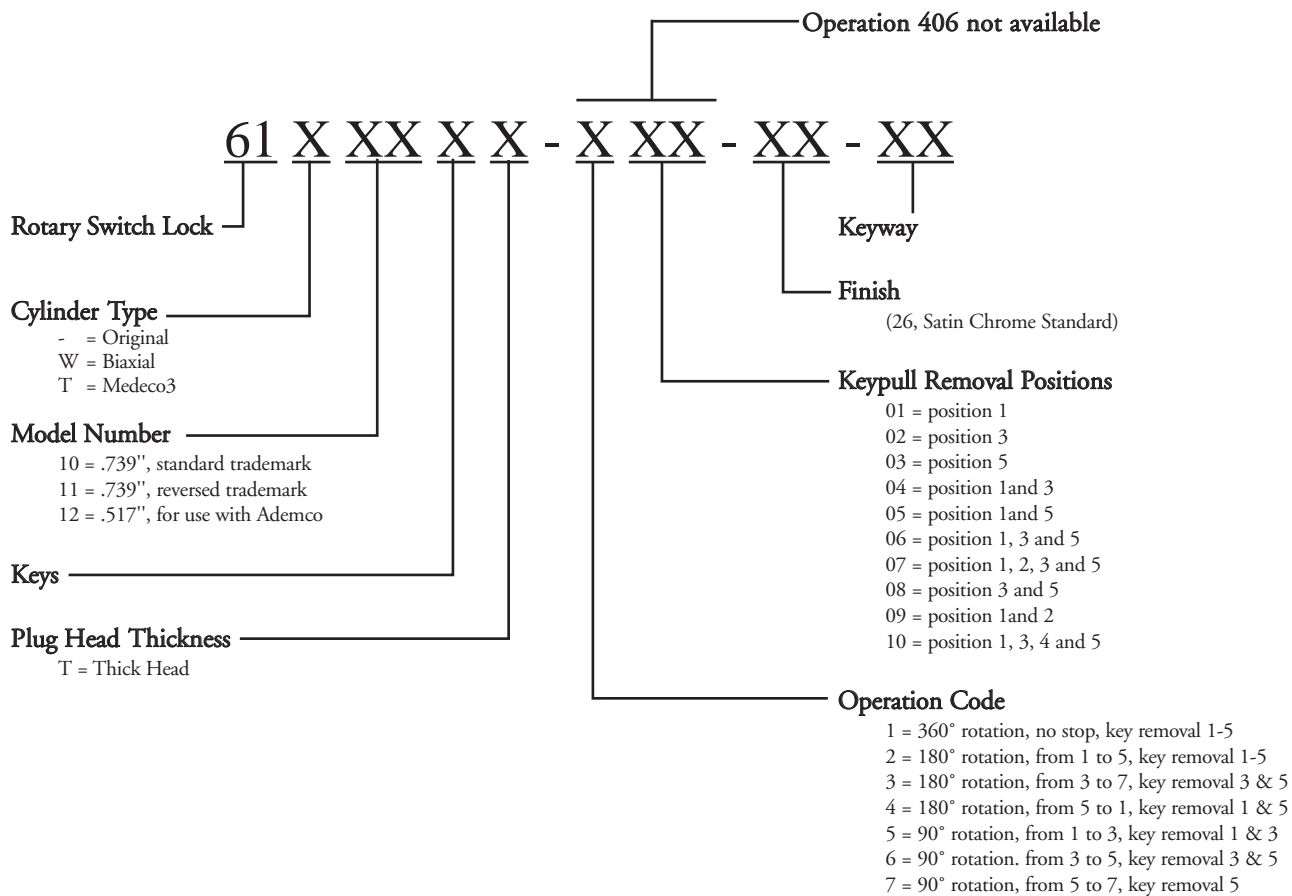 Operation 406 not available
61 X XX X X - X XX - XX - XX
Rotary Switch Lock
Cylinder Type
- = Original
W = Biaxial
T = Medeco3
Model Number
10 = .739", standard trademark
11 = .739", reversed trademark
12 = .517", for use with Ademco
Keys
Plug Head Thickness
T = Thick Head
Keyway
Finish
(26, Satin Chrome Standard)
Keypull Removal Positions
01 = position 1
02 = position 3
03 = position 5
04 = position 1and 3
05 = position 1and 5
06 = position 1, 3 and 5
07 = position 1, 2, 3 and 5
08 = position 3 and 5
09 = position 1and 2
10 = position 1, 3, 4 and 5
Operation Code
1 = 360° rotation, no stop, key removal 1-5
2 = 180° rotation, from 1 to 5, key removal 1-5
3 = 180° rotation, from 3 to 7, key removal 3 & 5
4 = 180° rotation, from 5 to 1, key removal 1 & 5
5 = 90° rotation, from 1 to 3, key removal 1 & 3
6 = 90° rotation. from 3 to 5, key removal 3 & 5
7 = 90° rotation, from 5 to 7, key removal 5